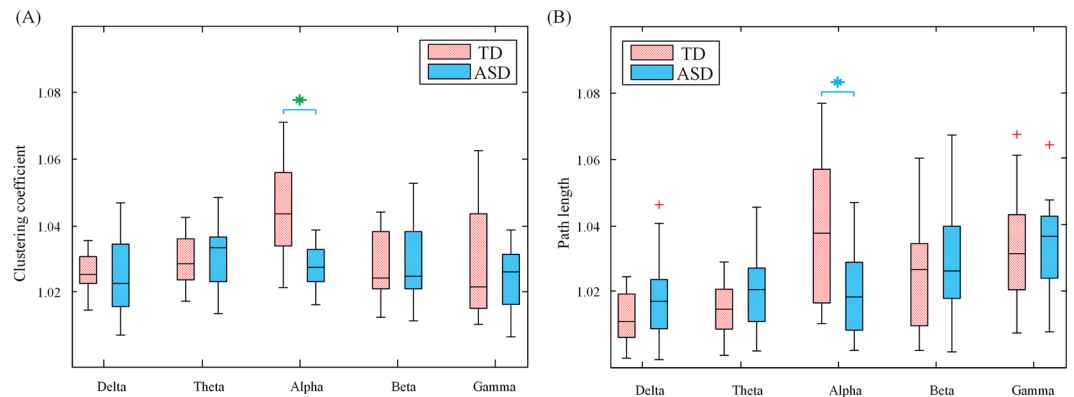 (A)
TD
ASD
Clustering coefficient
1.08
1.06
1.04
1.02
Delta Theta Alpha Beta Gamma
(B)
TD
ASD
Path length
1.08
1.06
1.04
1.02
Delta Theta Alpha Beta Gamma